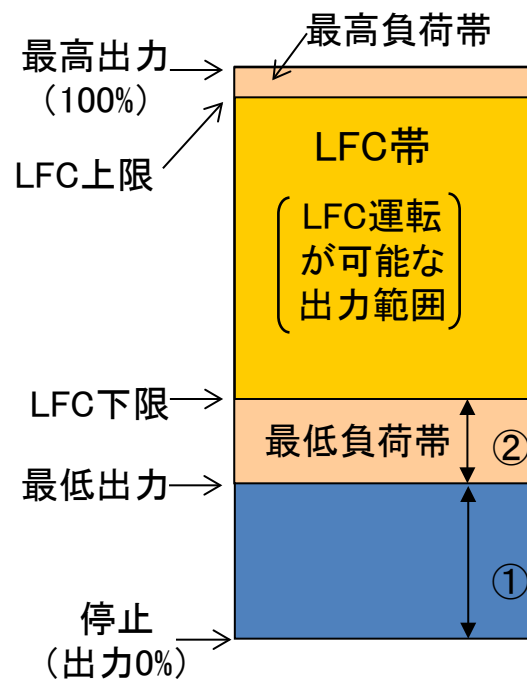 最高負荷帯
最高出力
(100%)
LFC上限
LFC帯
LFC運転
が可能な
出力範囲
LFC下限
最低負荷帯
②
最低出力
①
停止
(出力0%)